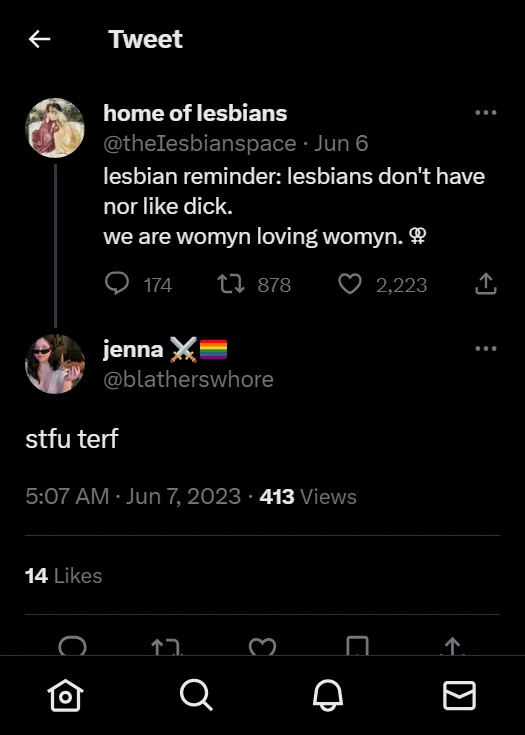 Tweet
home of lesbians
@theIesbianspace · Jun 6
lesbian reminder: lesbians don't have
nor like dick.
we are womyn loving womyn. ⚢
174 878 2,223
jenna ⚔️🏳️‍🌈
@blatherswhore
stfu terf
5:07 AM · Jun 7, 2023 · 413 Views
14 Likes